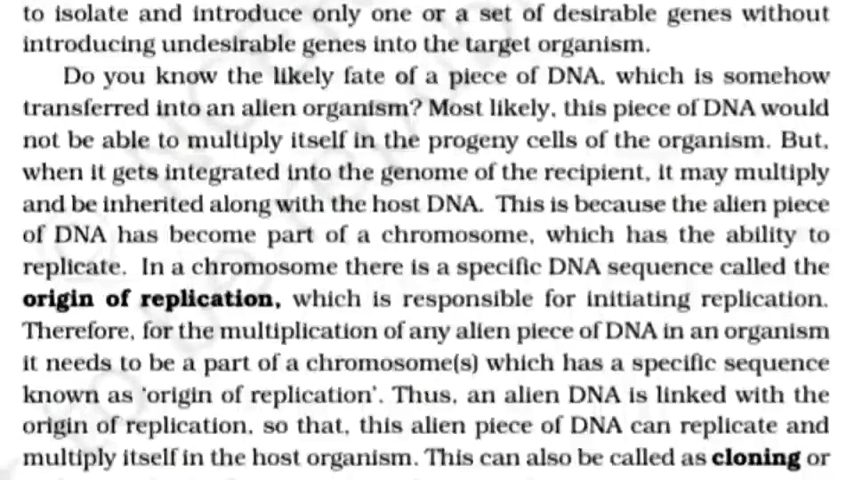 to isolate and introduce only one or a set of desirable genes without
introducing undesirable genes into the target organism.
Do you know the likely fate of a piece of DNA, which is somehow
transferred into an alien organism? Most likely, this piece of DNA would
not be able to multiply itself in the progeny cells of the organism. But,
when it gets integrated into the genome of the recipient, it may multiply
and be inherited along with the host DNA. This is because the alien piece
of DNA has become part of a chromosome, which has the ability to
replicate. In a chromosome there is a specific DNA sequence called the
origin of replication, which is responsible for initiating replication.
Therefore, for the multiplication of any alien piece of DNA in an organism
it needs to be a part of a chromosome(s) which has a specific sequence
known as 'origin of replication'. Thus, an alien DNA is linked with the
origin of replication, so that, this alien piece of DNA can replicate and
multiply itself in the host organism. This can also be called as cloning or